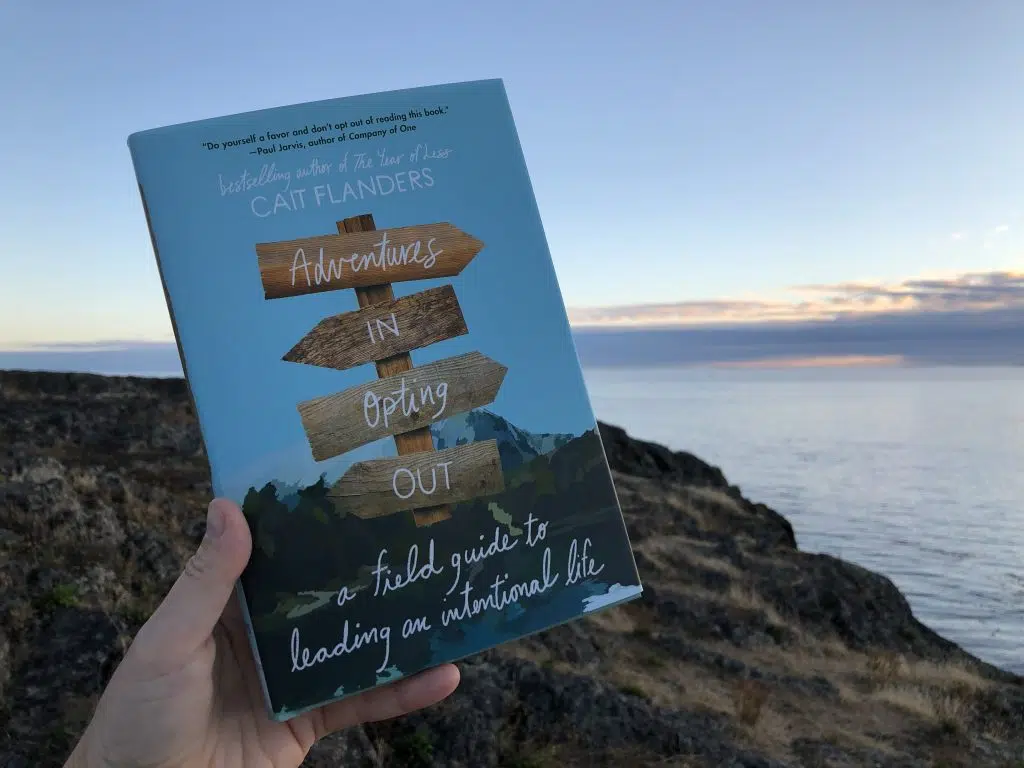 "Do yourself a favor and don't opt out of reading this book."
—Paul Jarvis, author of Company of One
bestselling author of The Year of Less
CAIT FLANDERS
Adventures
IN
Opting
OUT
a field guide to
leading an intentional life